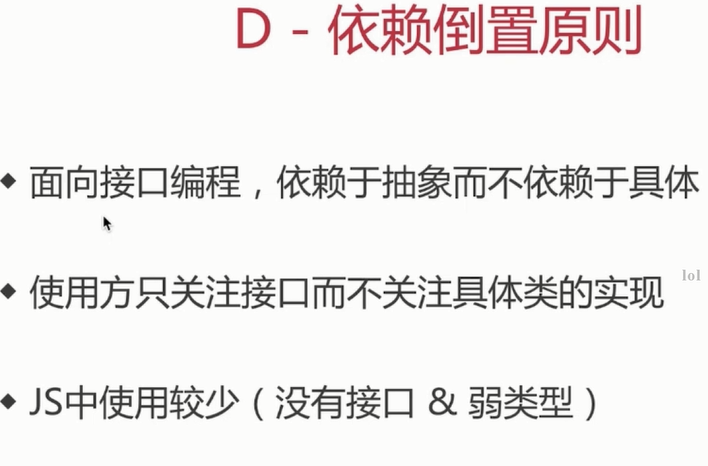 D - 依赖倒置原则
◆ 面向接口编程，依赖于抽象而不依赖于具体
◆ 使用方只关注接口而不关注具体类的实现
lol
◆ JS中使用较少（没有接口 & 弱类型）